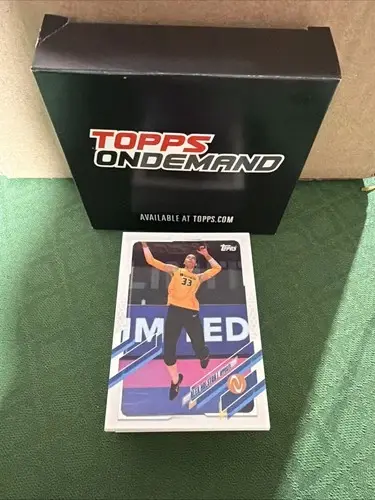 TOPPS
ONDEMAND
AVAILABLE AT TOPPS.COM
topps
33
IMITED